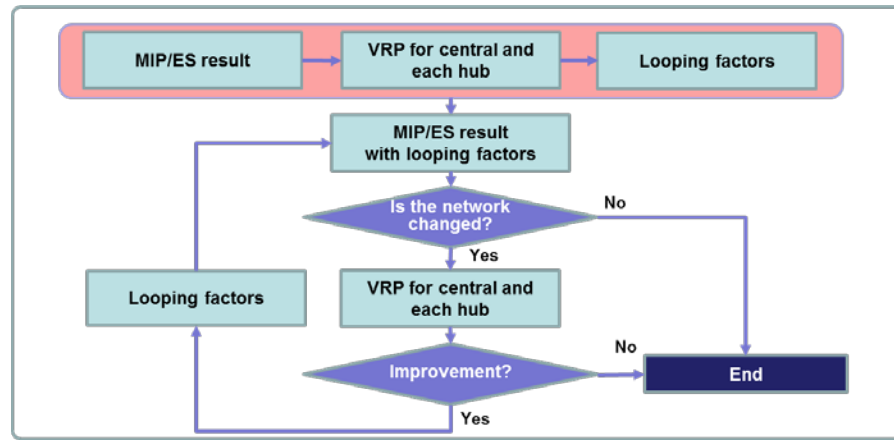 MIP/ES result
VRP for central and
each hub
Looping factors
MIP/ES result
with looping factors
Is the network
changed?
No
Yes
Looping factors
VRP for central and
each hub
Improvement?
No
End
Yes